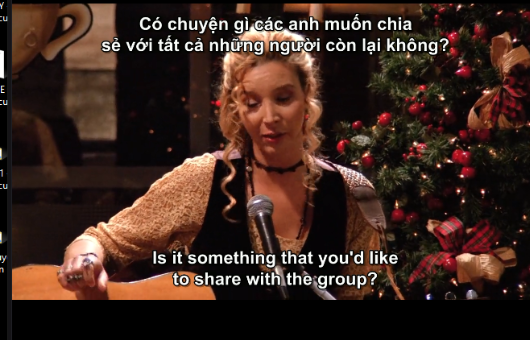 Có chuyện gì các anh muốn chia
sẻ với tất cả những người còn lại không?
Is it something that you'd like
to share with the group?